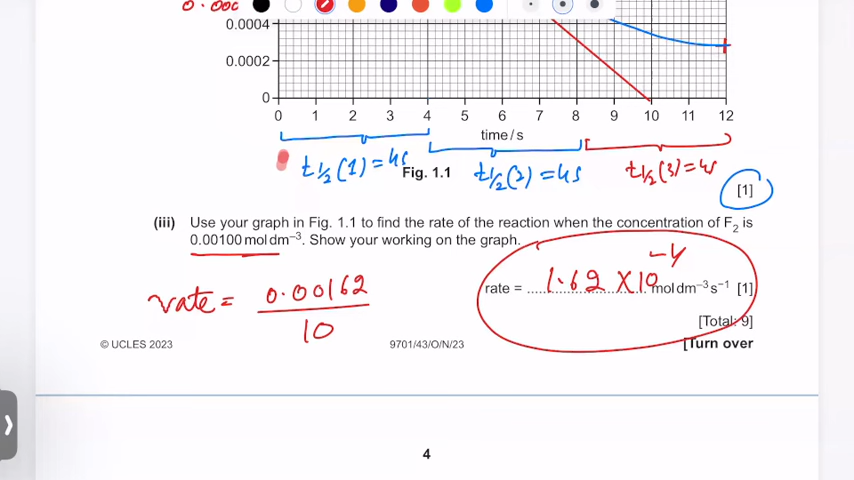 0.000
0.0004
0.0002
0
0 1 2 3 4 5 6 7 8 9 10 11 12
time / s
t½(1) = 4s
t½(2) = 4s
t½(3) = 4s
Fig. 1.1
[1]
(iii) Use your graph in Fig. 1.1 to find the rate of the reaction when the concentration of F₂ is
0.00100 mol dm⁻³. Show your working on the graph.
rate = 0.00162
10
rate = 1.62 × 10⁻⁴ mol dm⁻³ s⁻¹ [1]
[Total: 9]
© UCLES 2023
9701/43/O/N/23
[Turn over
4